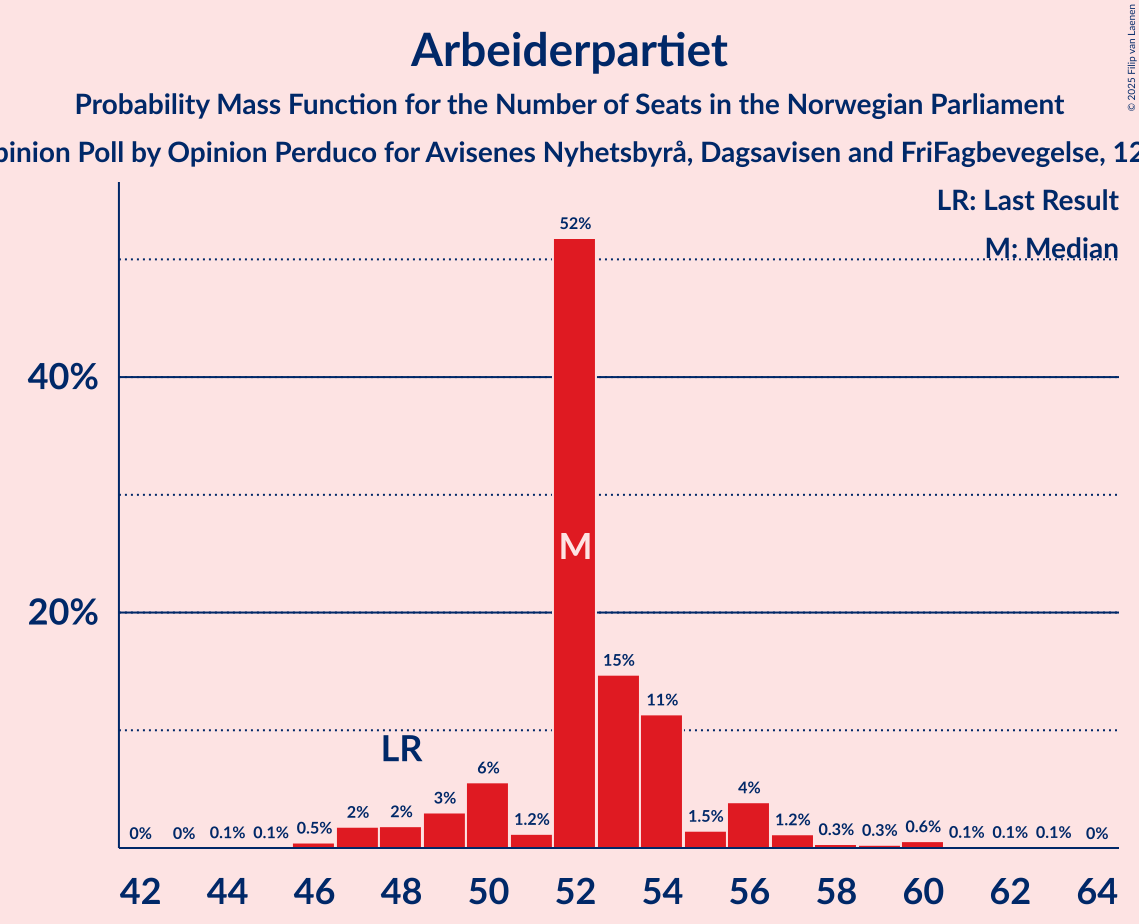 Arbeiderpartiet
Probability Mass Function for the Number of Seats in the Norwegian Parliament
Opinion Poll by Opinion Perduco for Avisenes Nyhetsbyrå, Dagsavisen and FriFagbevegelse, 12
© 2025 Filip van Laenen
LR: Last Result
M: Median
52%
40%
M
20%
15%
11%
LR
6%
4%
3%
2%
2%
1.5%
1.2%
1.2%
0.5%
0.6%
0.3%
0.3%
0%
0%
0.1%
0.1%
0.1%
0.1%
0.1%
0%
42 44 46 48 50 52 54 56 58 60 62 64